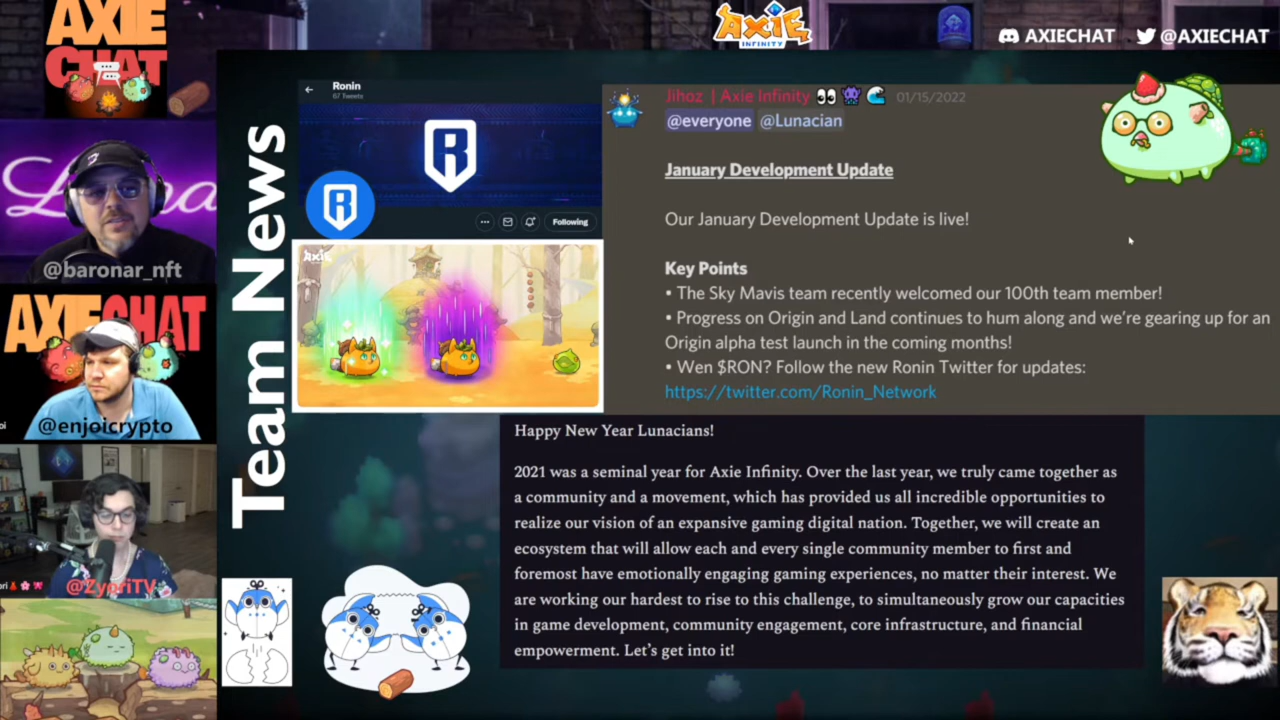 AXIE
CHAT
AXIE
INFINITY
AXIECHAT
@AXIECHAT
@baronar_nft
AXIECHAT
@enjoicrypto
@ZyoriTV
Team News
Ronin
67 Tweets
Following
AXIE
Jihoz | Axie Infinity 👀 01/15/2022
@everyone @Lunacian
January Development Update
Our January Development Update is live!
Key Points
• The Sky Mavis team recently welcomed our 100th team member!
• Progress on Origin and Land continues to hum along and we're gearing up for an
Origin alpha test launch in the coming months!
• Wen $RON? Follow the new Ronin Twitter for updates:
https://twitter.com/Ronin_Network
Happy New Year Lunacians!
2021 was a seminal year for Axie Infinity. Over the last year, we truly came together as
a community and a movement, which has provided us all incredible opportunities to
realize our vision of an expansive gaming digital nation. Together, we will create an
ecosystem that will allow each and every single community member to first and
foremost have emotionally engaging gaming experiences, no matter their interest. We
are working our hardest to rise to this challenge, to simultaneously grow our capacities
in game development, community engagement, core infrastructure, and financial
empowerment. Let's get into it!